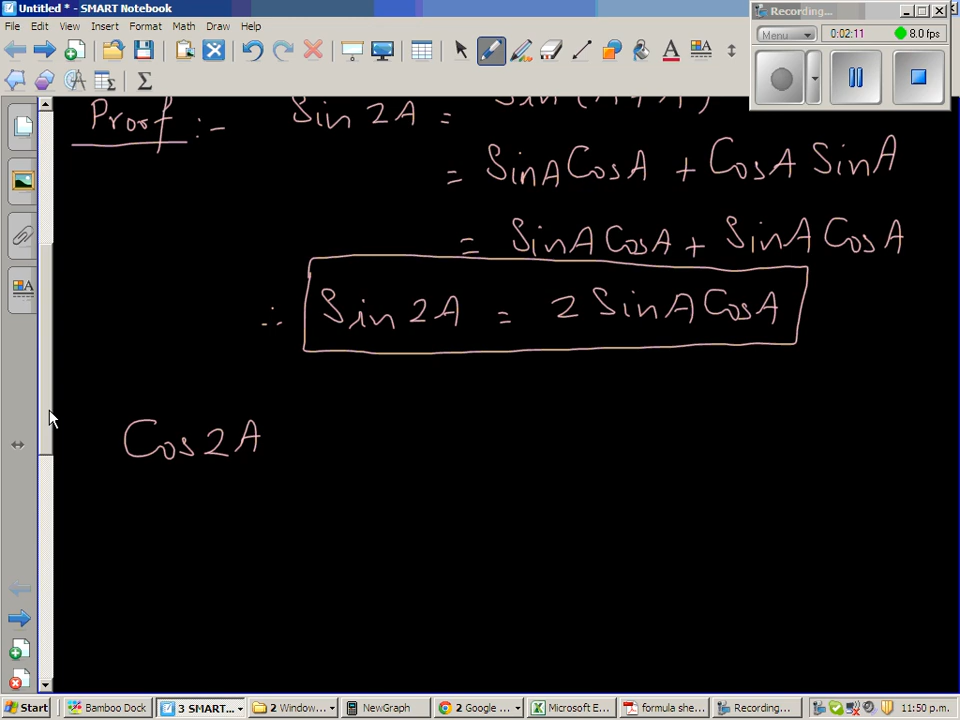 Untitled * - SMART Notebook
File Edit View Insert Format Math Draw Help
Recording...
Menu 0:02:11 8.0 fps
Proof :- Sin 2A = Sin (A+A)
= SinA CosA + CosA SinA
= SinA CosA + SinA CosA
∴ Sin 2A = 2 SinA CosA
Cos 2A
Start Bamboo Dock 3 SMART... 2 Window... NewGraph 2 Google ... Microsoft E... formula she... Recording... 11:50 p.m.